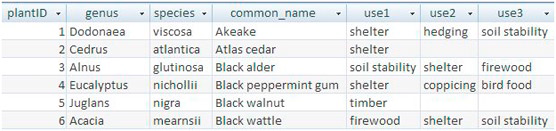 plantID genus species common_name use1 use2 use3
1 Dodonaea viscosa Akeake shelter hedging soil stability
2 Cedrus atlantica Atlas cedar shelter
3 Alnus glutinosa Black alder soil stability shelter firewood
4 Eucalyptus nichollii Black peppermint gum shelter coppicing bird food
5 Juglans nigra Black walnut timber
6 Acacia mearnsii Black wattle firewood shelter soil stability